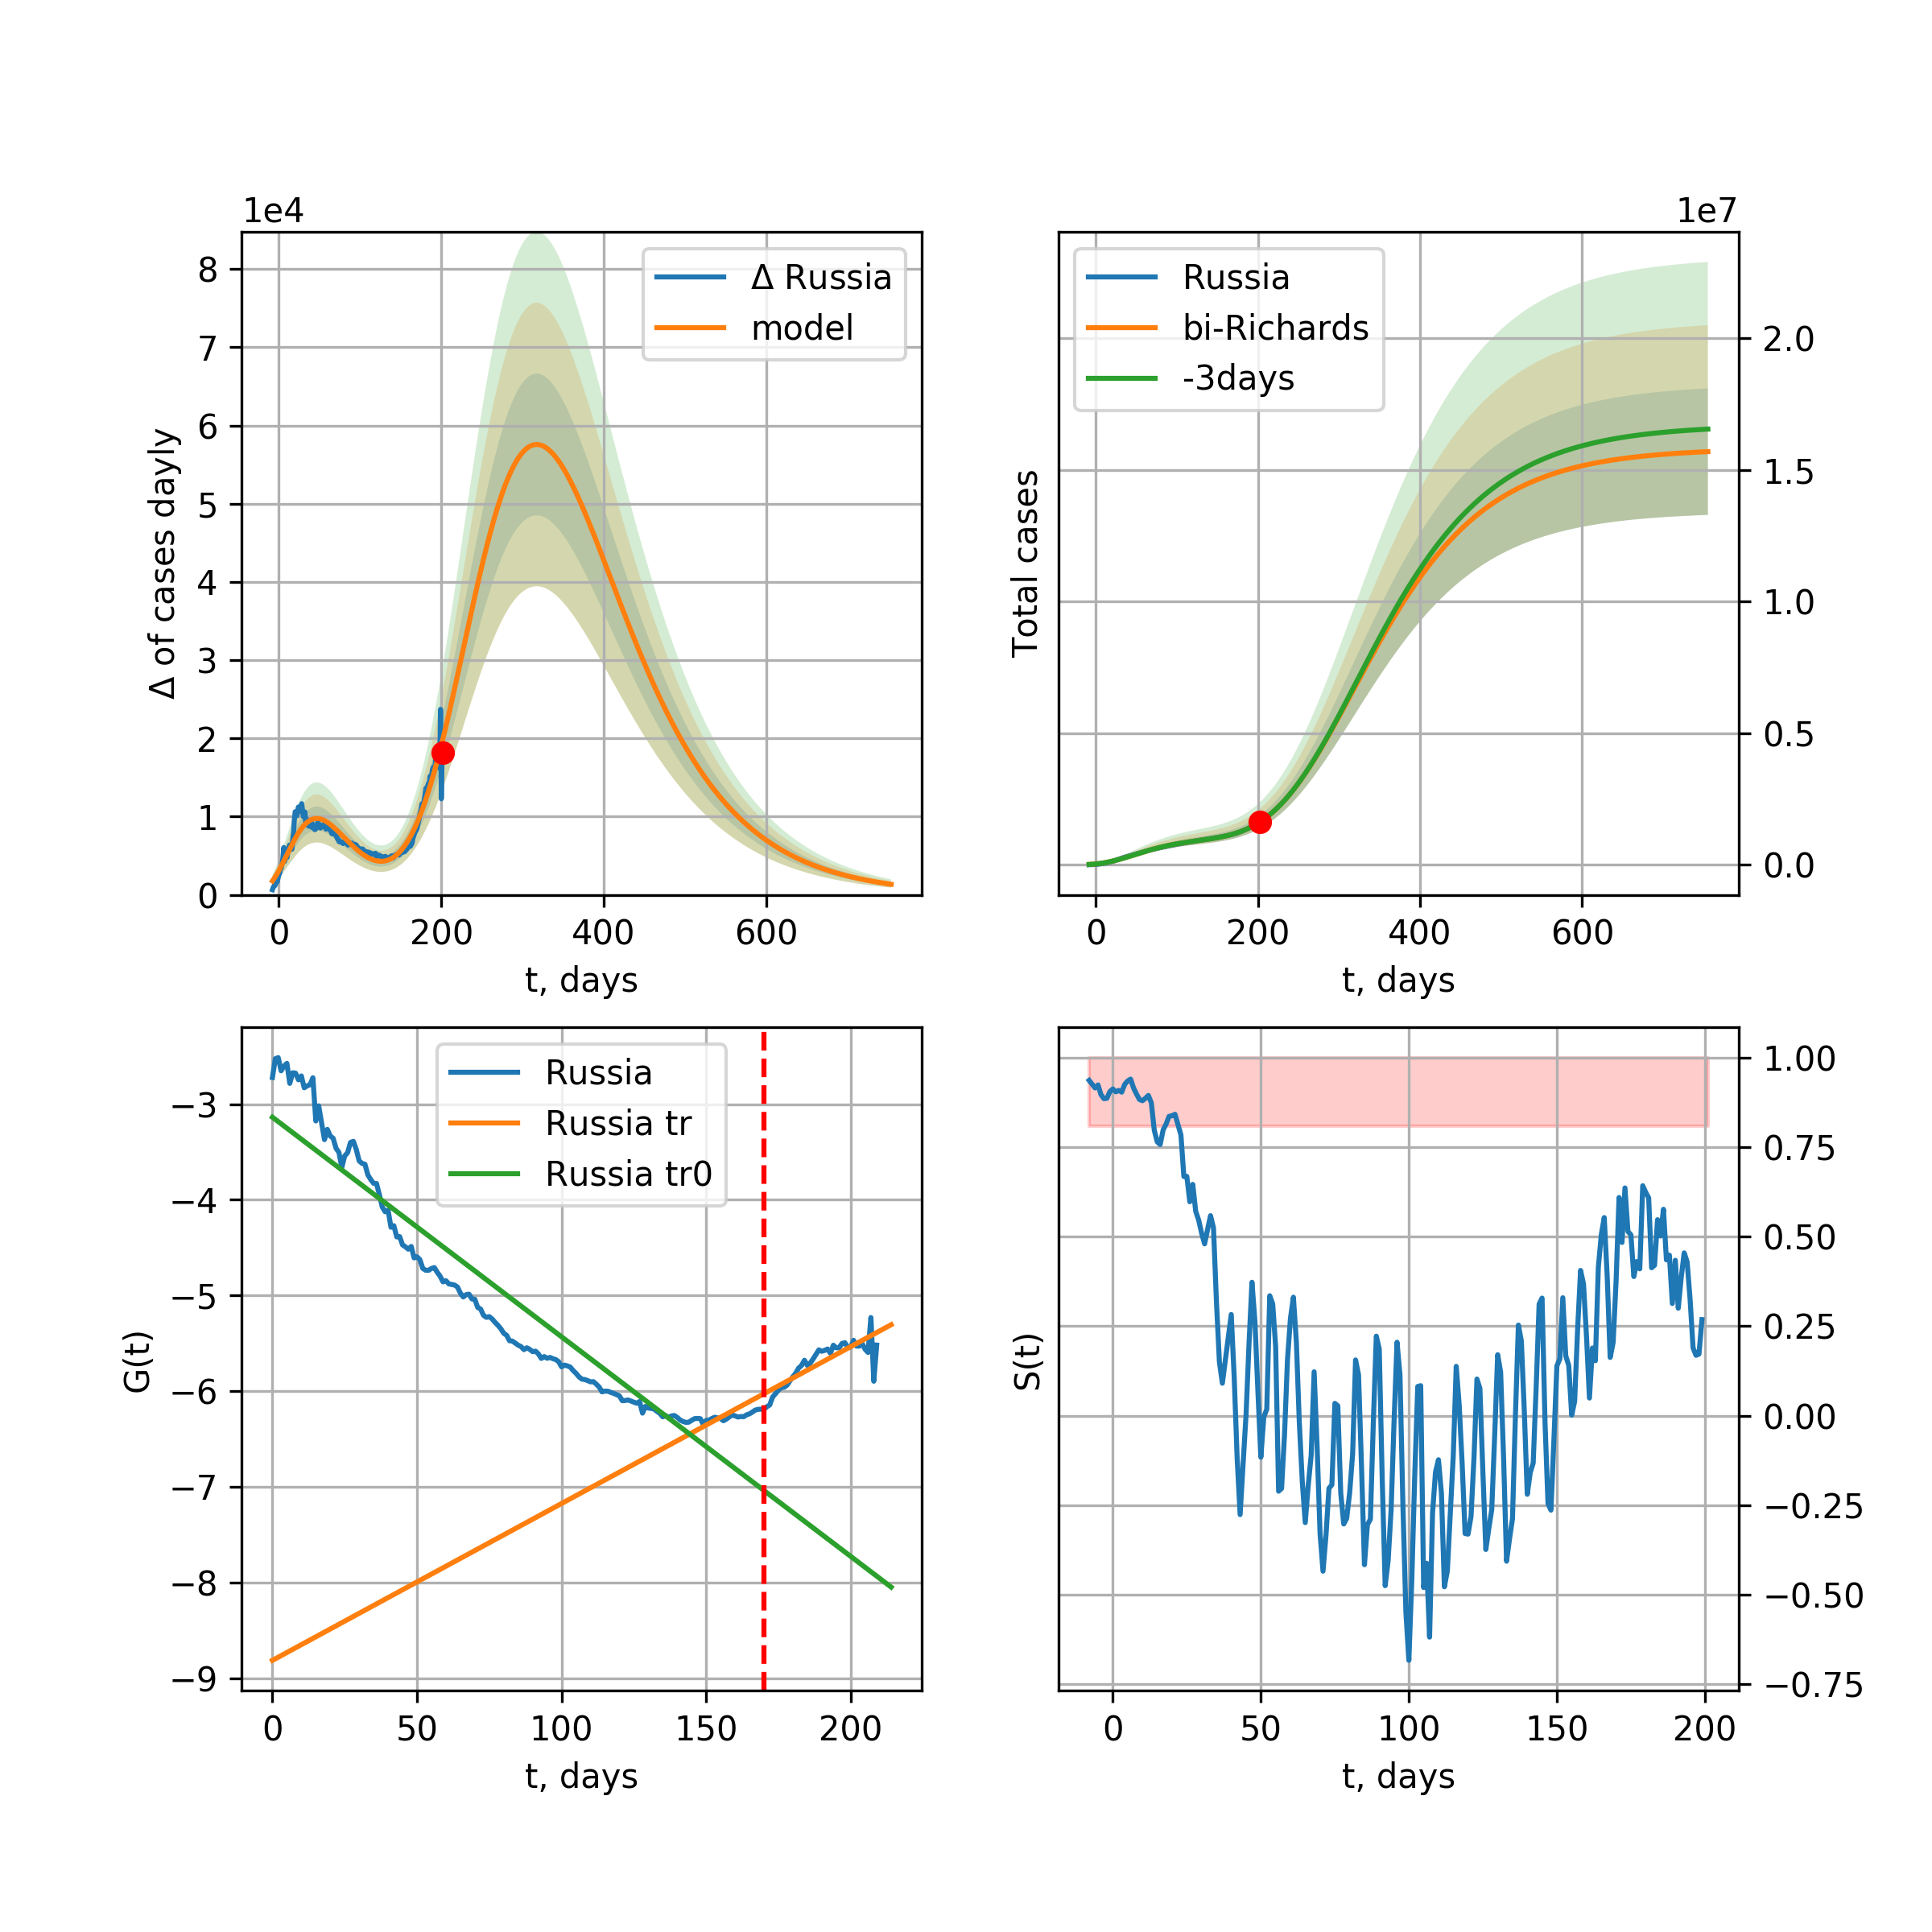 1e4
Δ of cases dayly
8
7
6
5
4
3
2
1
0
0 200 400 600
t, days
Δ Russia
model
1e7
Total cases
2.0
1.5
1.0
0.5
0.0
0 200 400 600
t, days
Russia
bi-Richards
-3days
G(t)
−3
−4
−5
−6
−7
−8
−9
0 50 100 150 200
t, days
Russia
Russia tr
Russia tr0
S(t)
1.00
0.75
0.50
0.25
0.00
−0.25
−0.50
−0.75
0 50 100 150 200
t, days